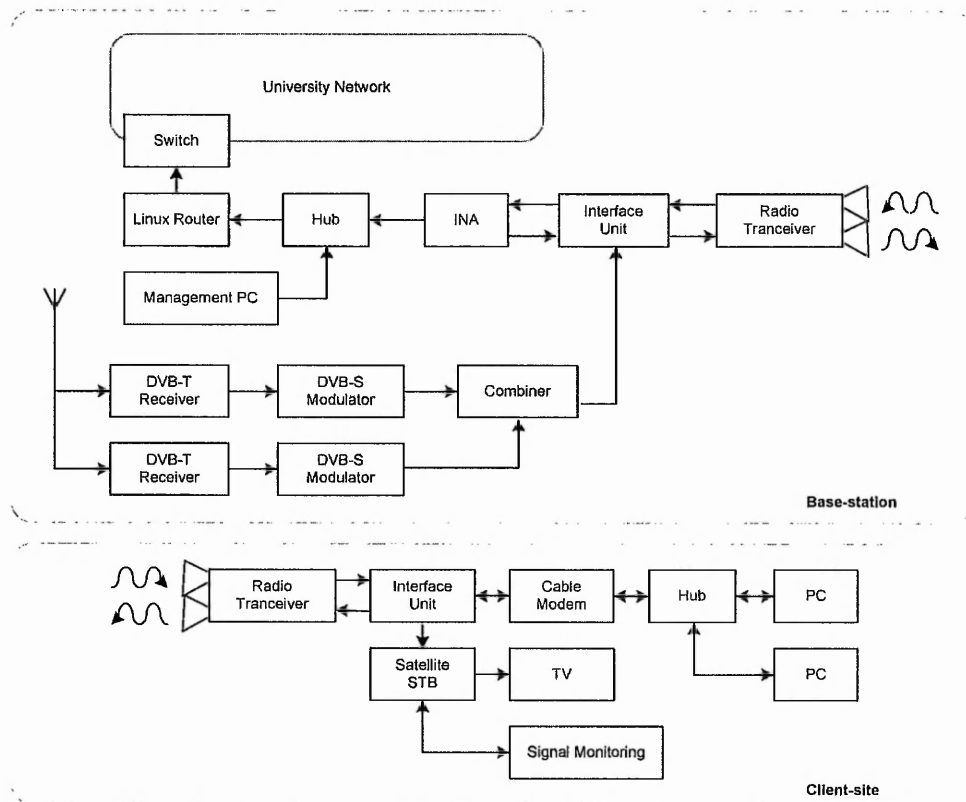 University Network
Switch
Linux Router
Hub
INA
Interface
Unit
Radio
Tranceiver
Management PC
DVB-T
Receiver
DVB-S
Modulator
Combiner
DVB-T
Receiver
DVB-S
Modulator
Base-station
Radio
Tranceiver
Interface
Unit
Cable
Modem
Hub
PC
Satellite
STB
TV
PC
Signal Monitoring
Client-site